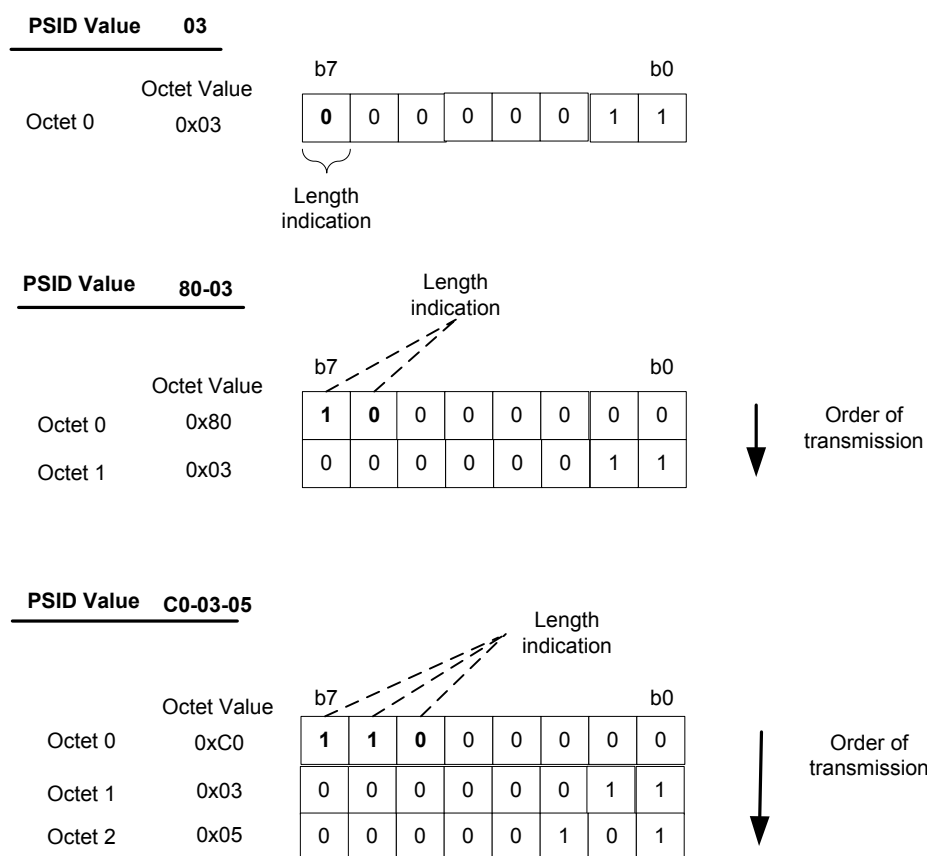 PSID Value 03
b7 b0
Octet Value
Octet 0 0x03 0 0 0 0 0 0 1 1
Length
indication
PSID Value 80-03
Length
indication
b7 b0
Octet Value
Octet 0 0x80 1 0 0 0 0 0 0 0
Octet 1 0x03 0 0 0 0 0 0 1 1
Order of
transmission
PSID Value C0-03-05
Length
indication
b7 b0
Octet Value
Octet 0 0xC0 1 1 0 0 0 0 0 0
Octet 1 0x03 0 0 0 0 0 0 1 1
Octet 2 0x05 0 0 0 0 0 1 0 1
Order of
transmission